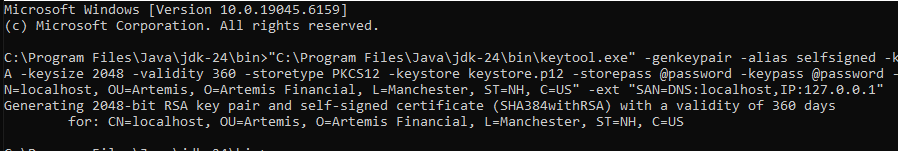 Microsoft Windows [Version 10.0.19045.6159]
(c) Microsoft Corporation. All rights reserved.
C:\Program Files\Java\jdk-24\bin>"C:\Program Files\Java\jdk-24\bin\keytool.exe" -genkeypair -alias selfsigned -k
A -keysize 2048 -validity 360 -storetype PKCS12 -keystore keystore.p12 -storepass @password -keypass @password -
N=localhost, OU=Artemis, O=Artemis Financial, L=Manchester, ST=NH, C=US" -ext "SAN=DNS:localhost,IP:127.0.0.1"
Generating 2048-bit RSA key pair and self-signed certificate (SHA384withRSA) with a validity of 360 days
for: CN=localhost, OU=Artemis, O=Artemis Financial, L=Manchester, ST=NH, C=US